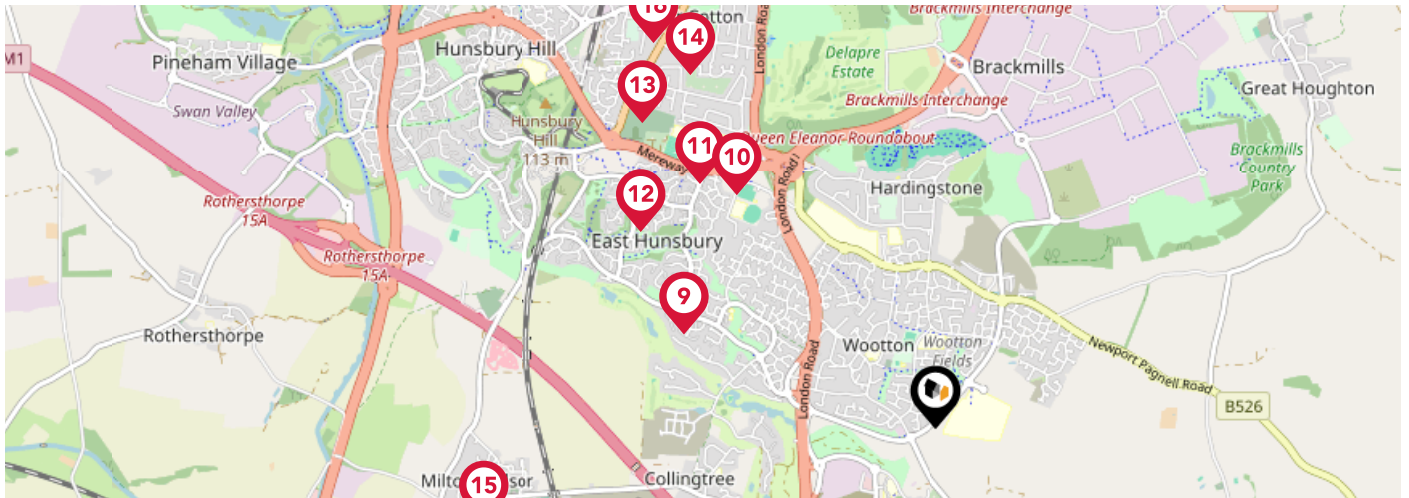 Brackmills Interchange
16
Cotton
London Road
14
Hunsbury Hill
M1
Pineham Village
Delapre
Estate
Brackmills
13
Great Houghton
Swan Valley
Brackmills Interchange
Hunsbury
Hill
113 m
Queen Eleanor Roundabout
11
10
Mereway
Brackmills
Country
Park
12
Hardingstone
London Road
Rothersthorpe
15A
East Hunsbury
Rothersthorpe
15A
9
Rothersthorpe
Wootton
Wootton
Fields
Newport Pagnell Road
London Road
B526
15
Collingtree